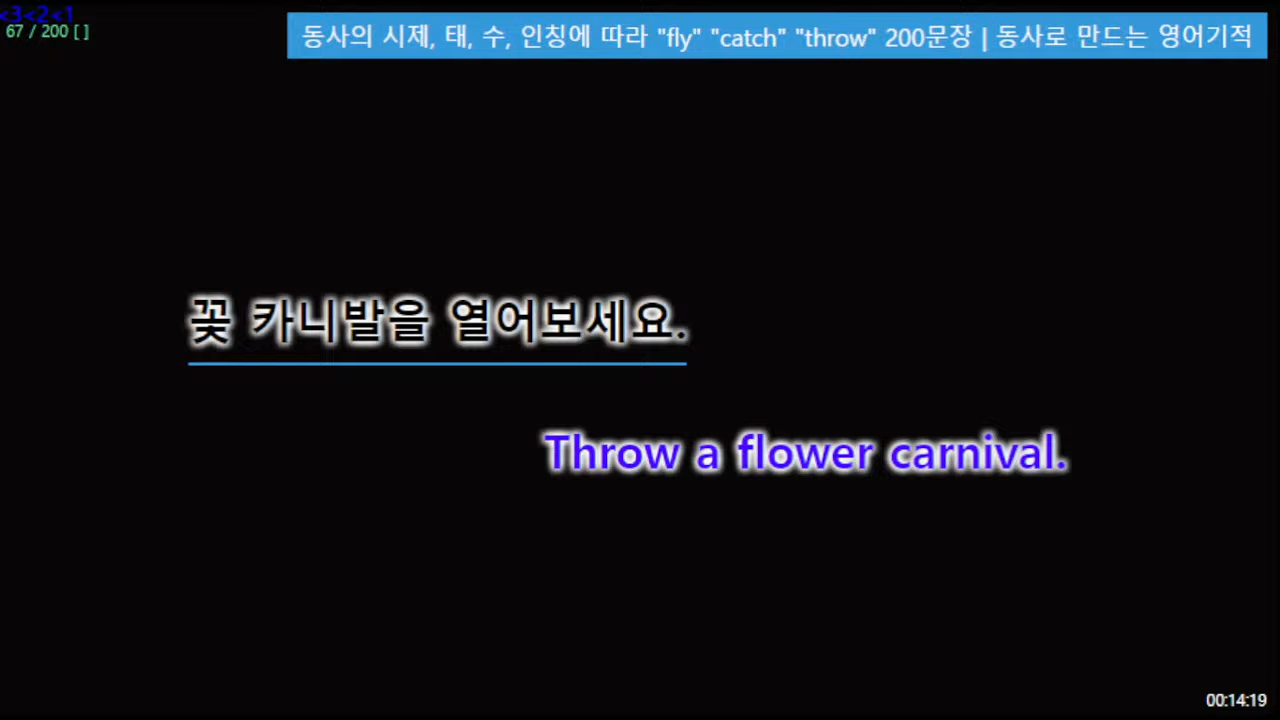 <3<2<1
67 / 200 [ ]
동사의 시제, 태, 수, 인칭에 따라 "fly" "catch" "throw" 200문장 | 동사로 만드는 영어기적
꽃 카니발을 열어보세요.
Throw a flower carnival.
00:14:19